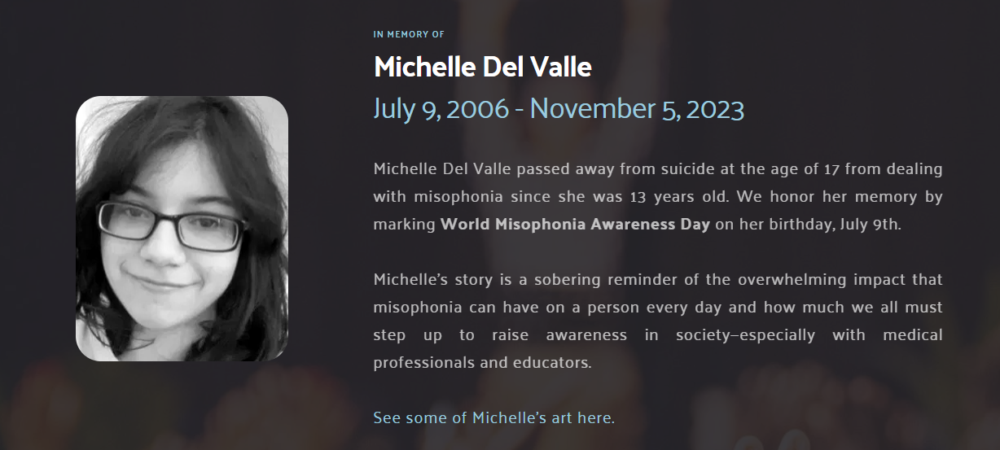 IN MEMORY OF
Michelle Del Valle
July 9, 2006 - November 5, 2023
Michelle Del Valle passed away from suicide at the age of 17 from dealing
with misophonia since she was 13 years old. We honor her memory by
marking World Misophonia Awareness Day on her birthday, July 9th.
Michelle’s story is a sobering reminder of the overwhelming impact that
misophonia can have on a person every day and how much we all must
step up to raise awareness in society—especially with medical
professionals and educators.
See some of Michelle’s art here.